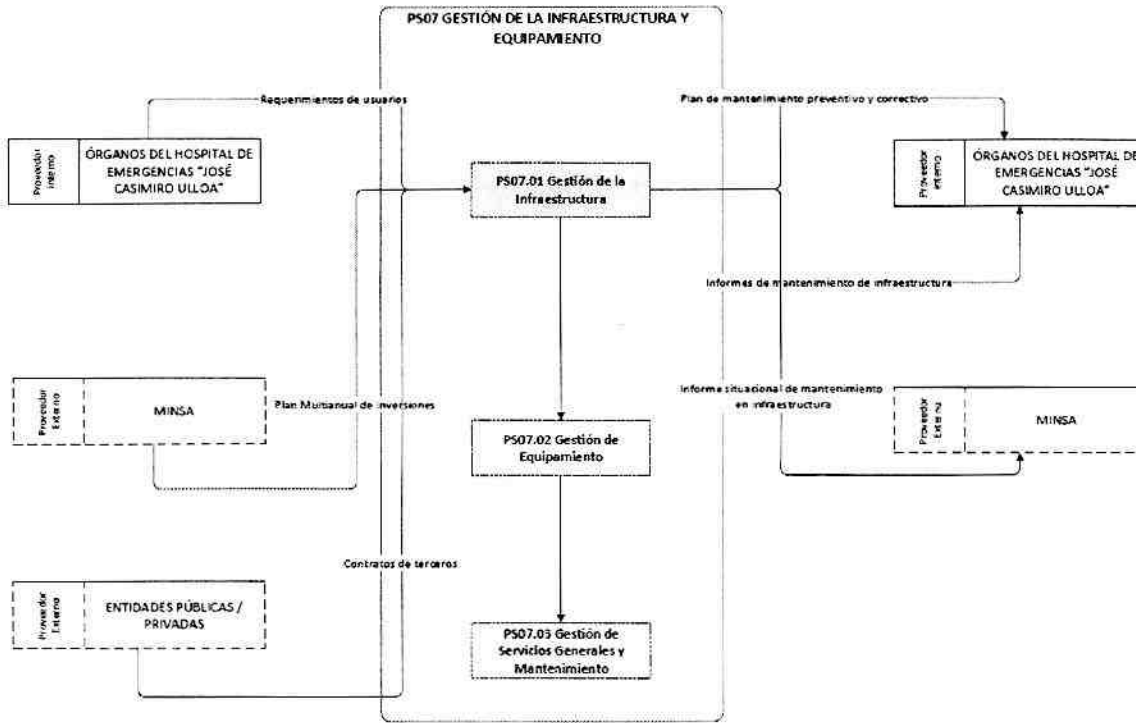 PS07 GESTIÓN DE LA INFRAESTRUCTURA Y
EQUIPAMIENTO
Requerimientos de usuarios
Plan de mantenimiento preventivo y correctivo
Proveedor
interno
ÓRGANOS DEL HOSPITAL DE
EMERGENCIAS "JOSÉ
CASIMIRO ULLOA"
PS07.01 Gestión de la
Infraestructura
Proveedor
interno
ÓRGANOS DEL HOSPITAL DE
EMERGENCIAS "JOSÉ
CASIMIRO ULLOA"
Informes de mantenimiento de infraestructura
Proveedor
Externo
MINSA
Plan Multianual de inversiones
Informe situacional de mantenimiento
en infraestructura
Proveedor
Externo
MINSA
PS07.02 Gestión de
Equipamiento
Contratos de terceros
Proveedor
Externo
ENTIDADES PÚBLICAS /
PRIVADAS
PS07.03 Gestión de
Servicios Generales y
Mantenimiento